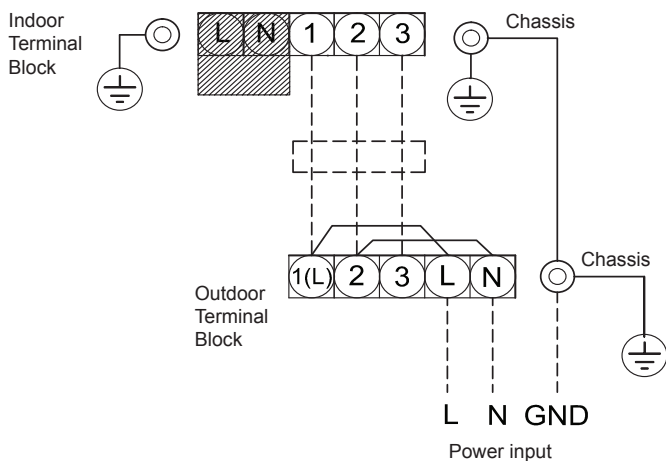 Indoor
Terminal
Block
L N 1 2 3
Chassis
1(L) 2 3 L N
Chassis
Outdoor
Terminal
Block
L N GND
Power input